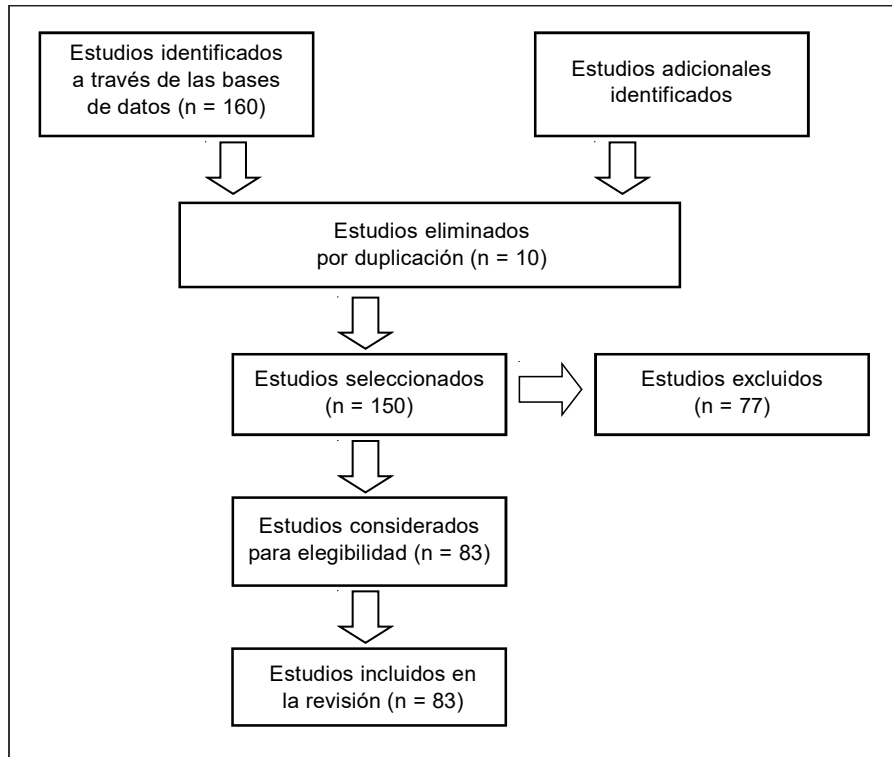 Estudios identificados
a través de las bases
de datos (n = 160)
Estudios adicionales
identificados
Estudios eliminados
por duplicación (n = 10)
Estudios seleccionados
(n = 150)
Estudios excluidos
(n = 77)
Estudios considerados
para elegibilidad (n = 83)
Estudios incluidos en
la revisión (n = 83)